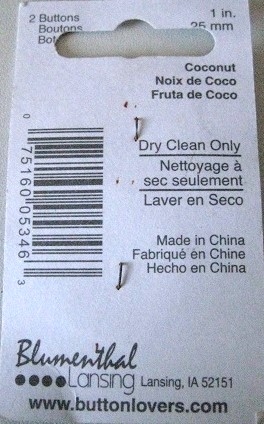 2 Buttons
1 in.
Boutons
25 mm
Coconut
Noix de Coco
Fruta de Coco
Dry Clean Only
Nettoyage à
sec seulement
Laver en Seco
0 75160 05346 3
Made in China
Fabriqué en Chine
Hecho en China
Blumenthal
Lansing
Lansing, IA 52151
www.buttonlovers.com